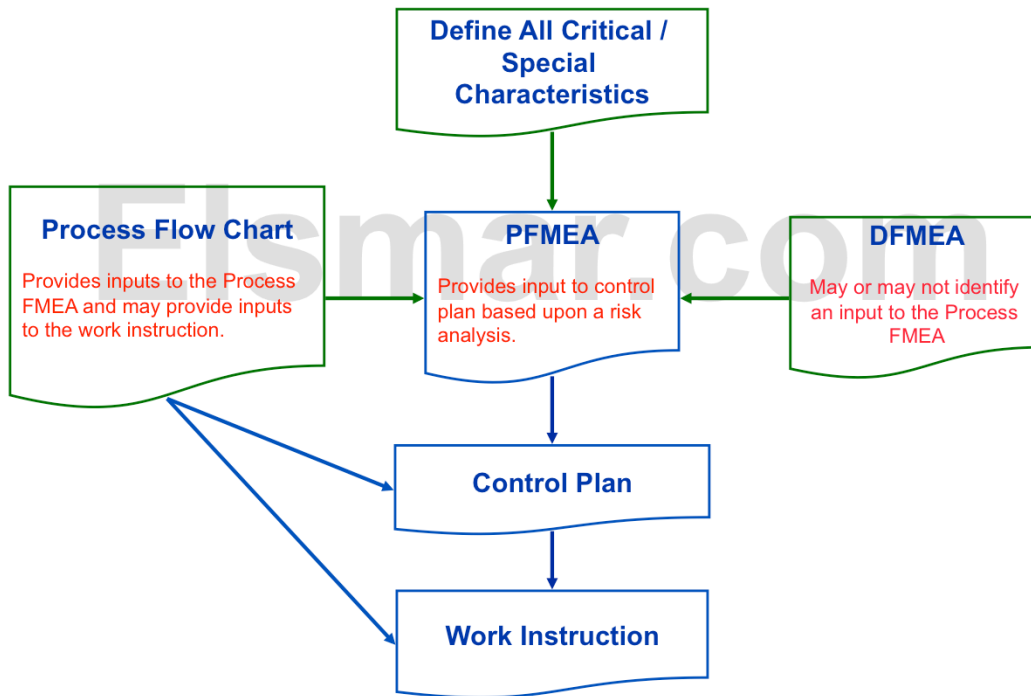 Define All Critical /
Special
Characteristics
Elsmar.com
Process Flow Chart
Provides inputs to the Process
FMEA and may provide inputs
to the work instruction.
PFMEA
Provides input to control
plan based upon a risk
analysis.
DFMEA
May or may not identify
an input to the Process
FMEA
Control Plan
Work Instruction